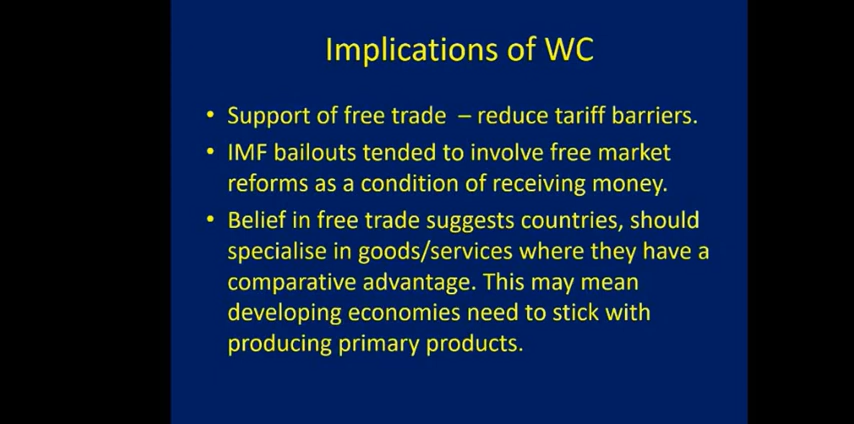 Implications of WC
• Support of free trade – reduce tariff barriers.
• IMF bailouts tended to involve free market
reforms as a condition of receiving money.
• Belief in free trade suggests countries, should
specialise in goods/services where they have a
comparative advantage. This may mean
developing economies need to stick with
producing primary products.